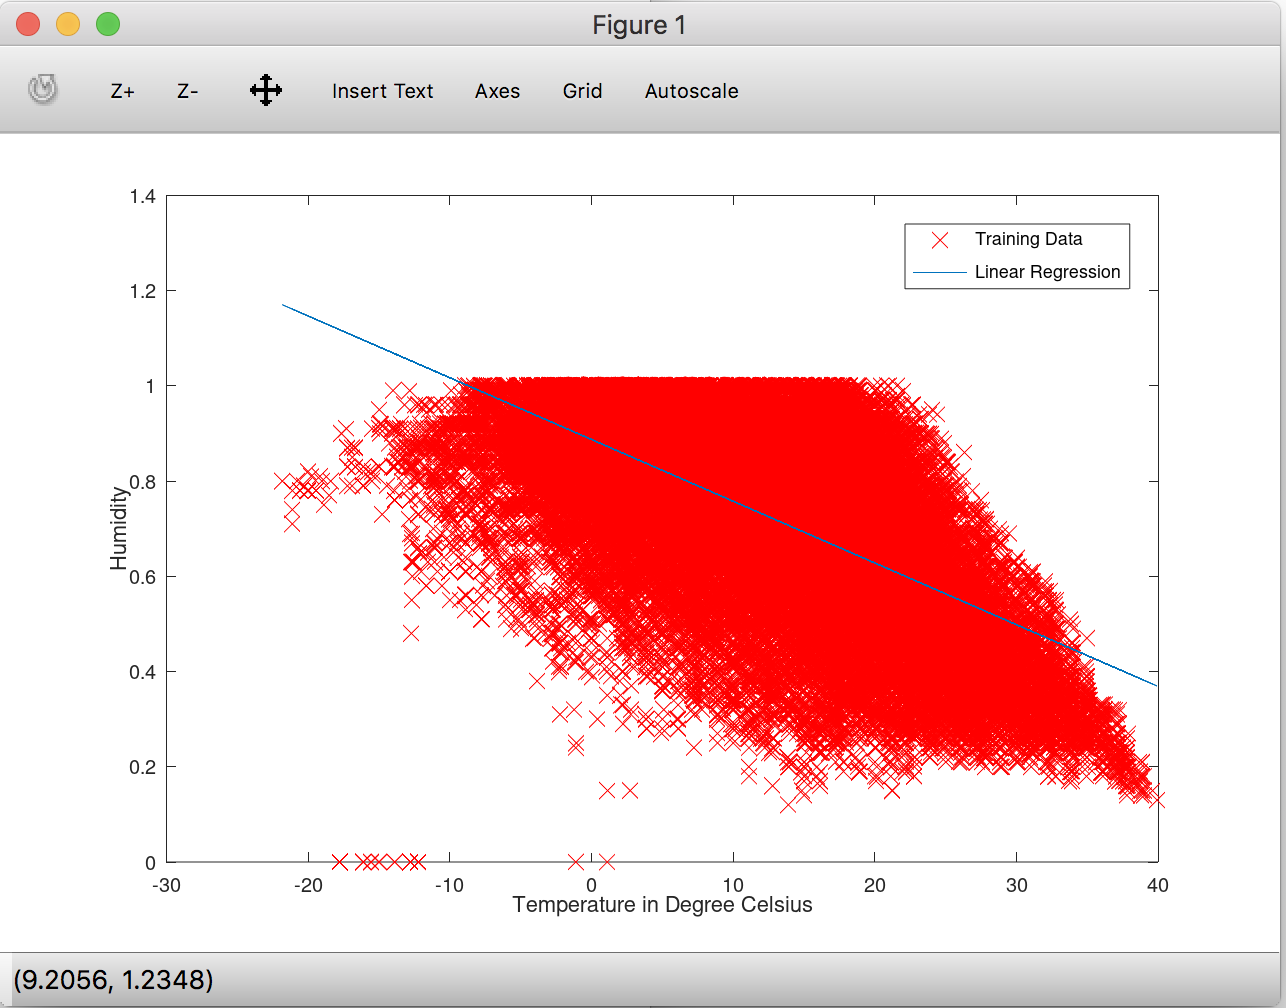 Figure 1
Z+ Z- Insert Text Axes Grid Autoscale
1.4
Training Data
Linear Regression
1.2
1
0.8
Humidity
0.6
0.4
0.2
0
-30 -20 -10 0 10 20 30 40
Temperature in Degree Celsius
(9.2056, 1.2348)